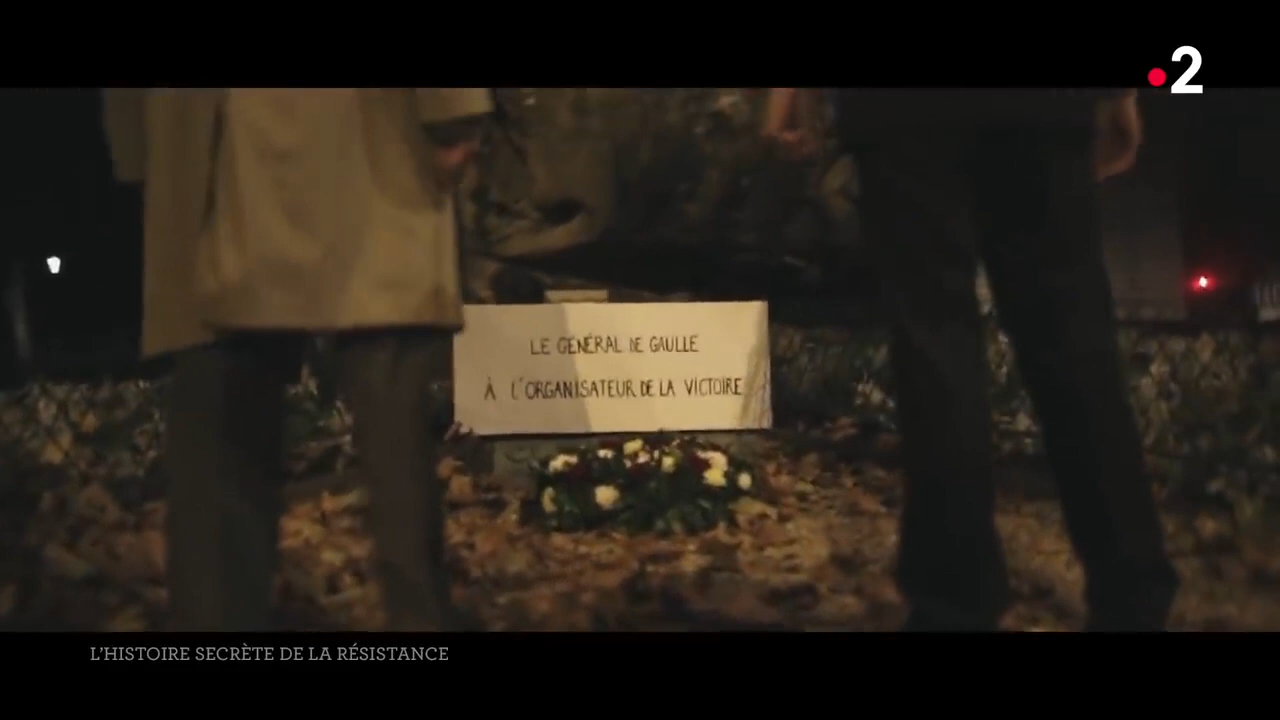 2
LE GÉNÉRAL DE GAULLE
À L'ORGANISATEUR DE LA VICTOIRE
L'HISTOIRE SECRÈTE DE LA RÉSISTANCE